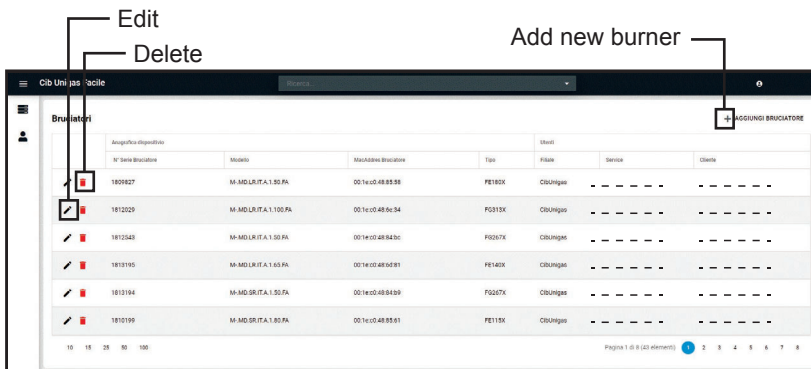 Edit
Delete
Add new burner
Cib Unigas Facile
Ricerca...
Bruciatori
AGGIUNGI BRUCIATORE
Anagrafica dispositivo
Utenti
N° Serie Bruciatore Modello MacAddres Bruciatore Tipo Filiale Service Cliente
1809827 M-.MD.LR.IT.A.1.50.FA 00:1e:c0:48:85:58 FE180X CibUnigas
1812029 M-.MD.LR.IT.A.1.100.FA 00:1e:c0:48:6e:34 FG313X CibUnigas
1812343 M-.MD.LR.IT.A.1.50.FA 00:1e:c0:48:84:bc FG267X CibUnigas
1813195 M-.MD.LR.IT.A.1.65.FA 00:1e:c0:48:6d:81 FE140X CibUnigas
1813194 M-.MD.SR.IT.A.1.50.FA 00:1e:c0:48:84:b9 FG267X CibUnigas
1810199 M-.MD.SR.IT.A.1.80.FA 00:1e:c0:48:85:61 FE115X CibUnigas
10 15 25 50 100 Pagina 1 di 8 (43 elementi) 1 2 3 4 5 6 7 8